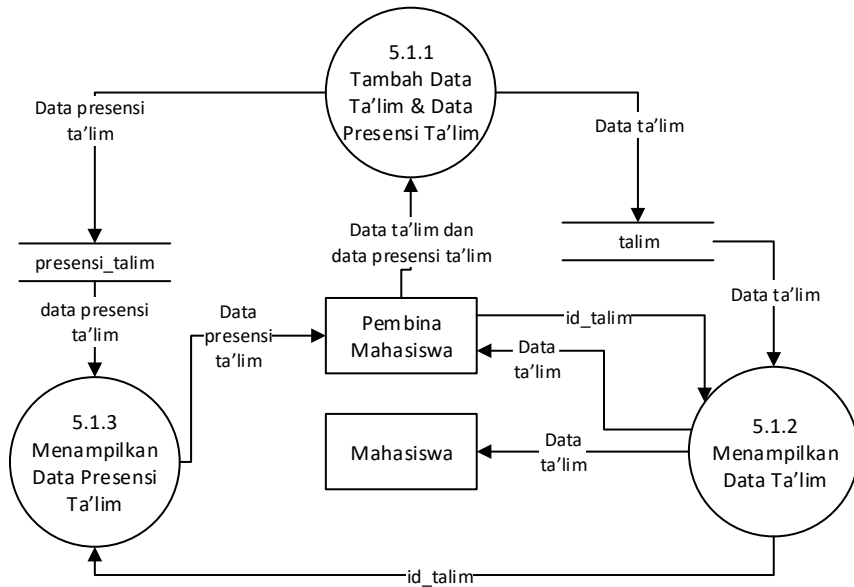 5.1.1
Tambah Data
Ta'lim & Data
Presensi Ta'lim
Data presensi
ta'lim
Data ta'lim
Data ta'lim dan
data presensi ta'lim
talim
presensi_talim
data presensi
ta'lim
Data
presensi
ta'lim
Pembina
Mahasiswa
id_talim
Data ta'lim
Data
ta'lim
5.1.3
Menampilkan
Data Presensi
Ta'lim
Mahasiswa
Data
ta'lim
5.1.2
Menampilkan
Data Ta'lim
id_talim